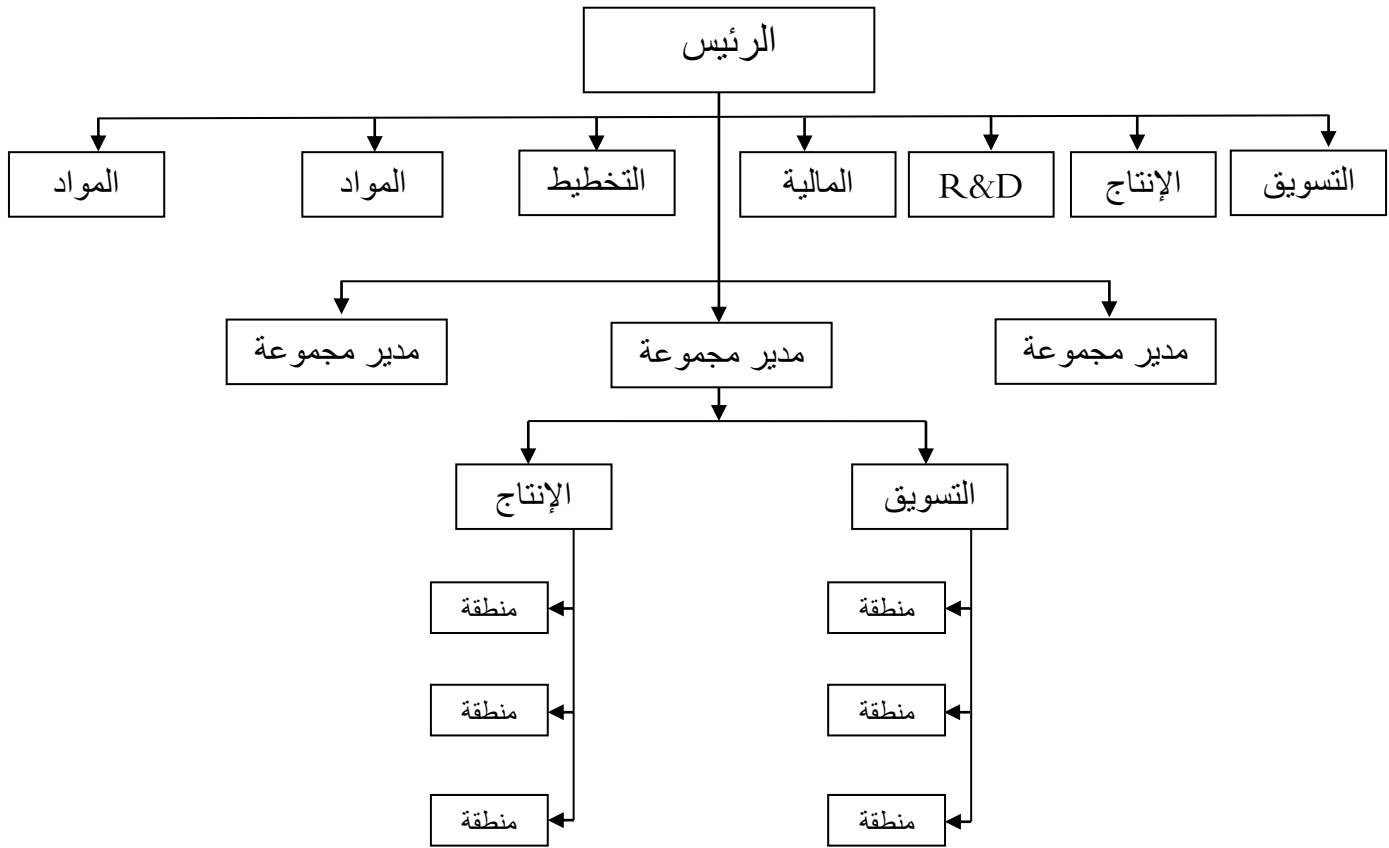 الرئيس
التسويق
الإنتاج
R&D
المالية
التخطيط
المواد
المواد
مدير مجموعة
مدير مجموعة
مدير مجموعة
التسويق
الإنتاج
منطقة
منطقة
منطقة
منطقة
منطقة
منطقة